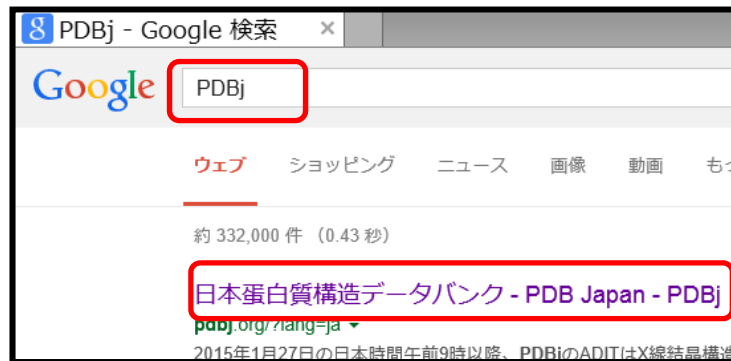 PDBj - Google 検索
Google PDBj
ウェブ ショッピング ニュース 画像 動画 も
約 332,000 件 (0.43 秒)
日本蛋白質構造データバンク - PDB Japan - PDBj
pdbj.org/?lang=ja
2015年1月27日の日本時間午前9時以降、PDBjのADITはX線結晶構造